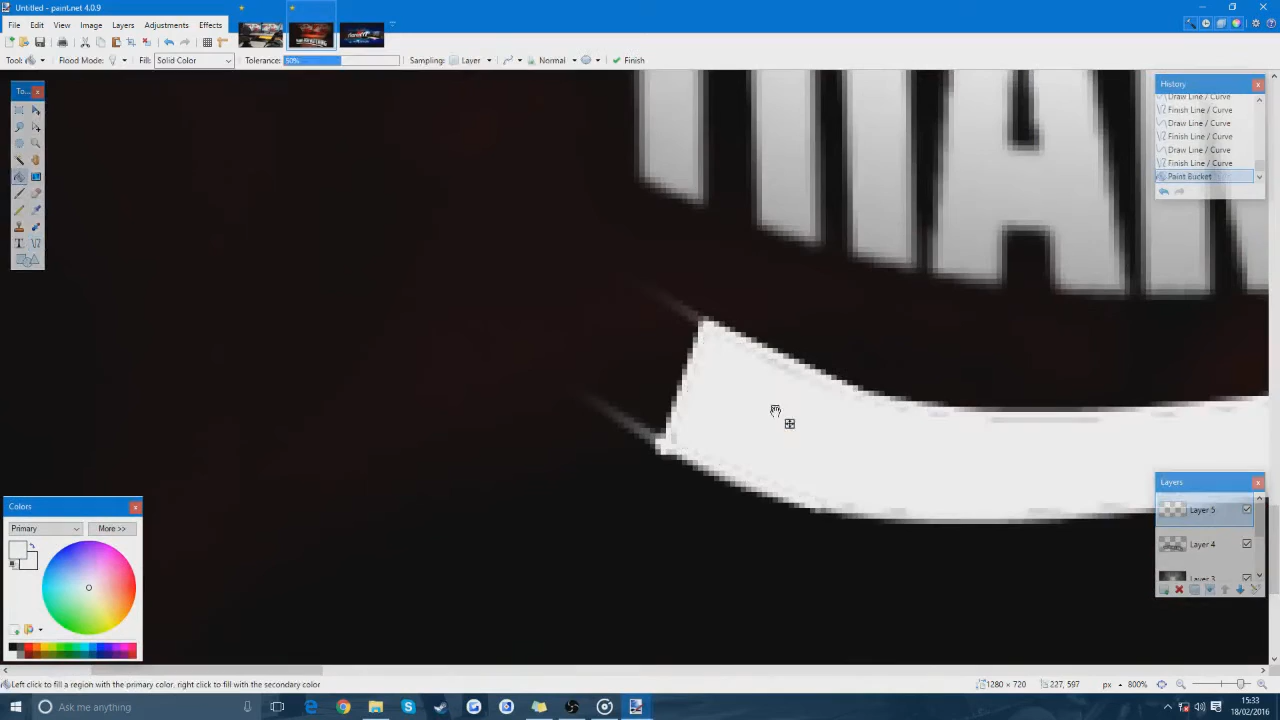 Untitled - paint.net 4.0.9
File Edit View Image Layers Adjustments Effects
Tool: Flood Mode: Fill: Solid Color Tolerance: 50% Sampling: Layer Normal Finish
To...
History
Draw Line / Curve
Finish Line / Curve
Draw Line / Curve
Finish Line / Curve
Draw Line / Curve
Finish Line / Curve
Paint Bucket
Layers
Layer 5
Layer 4
Layer 3
Colors
Primary More >>
Left click to fill a region with the primary color, right click to fill with the secondary color
1280 × 720 227, 597 px 800%
Ask me anything
15:33
18/02/2016